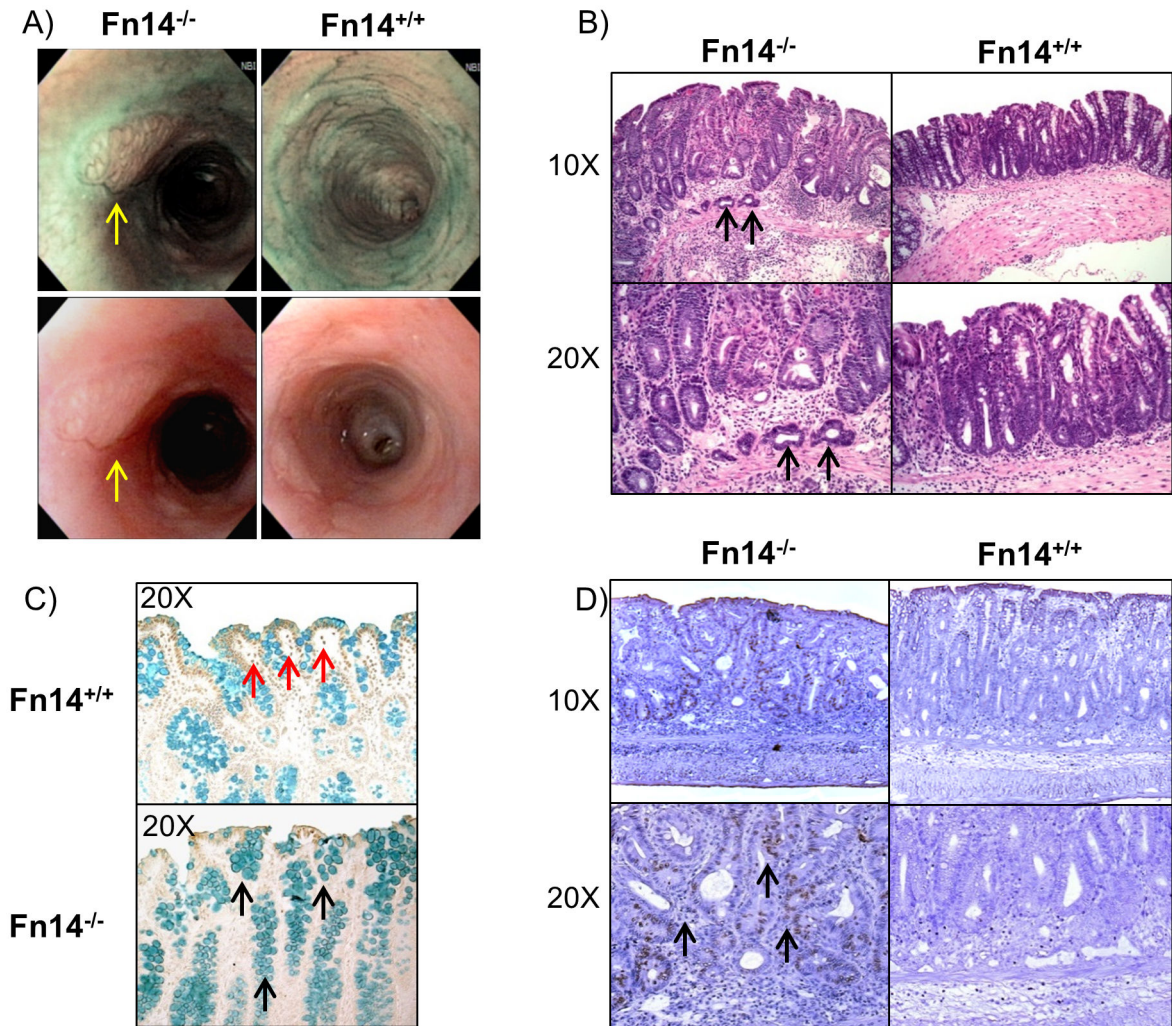 A)
Fn14-/-
Fn14+/+
NBI
NBI
B)
Fn14-/-
Fn14+/+
10X
20X
C)
20X
Fn14+/+
20X
Fn14-/-
D)
Fn14-/-
Fn14+/+
10X
20X